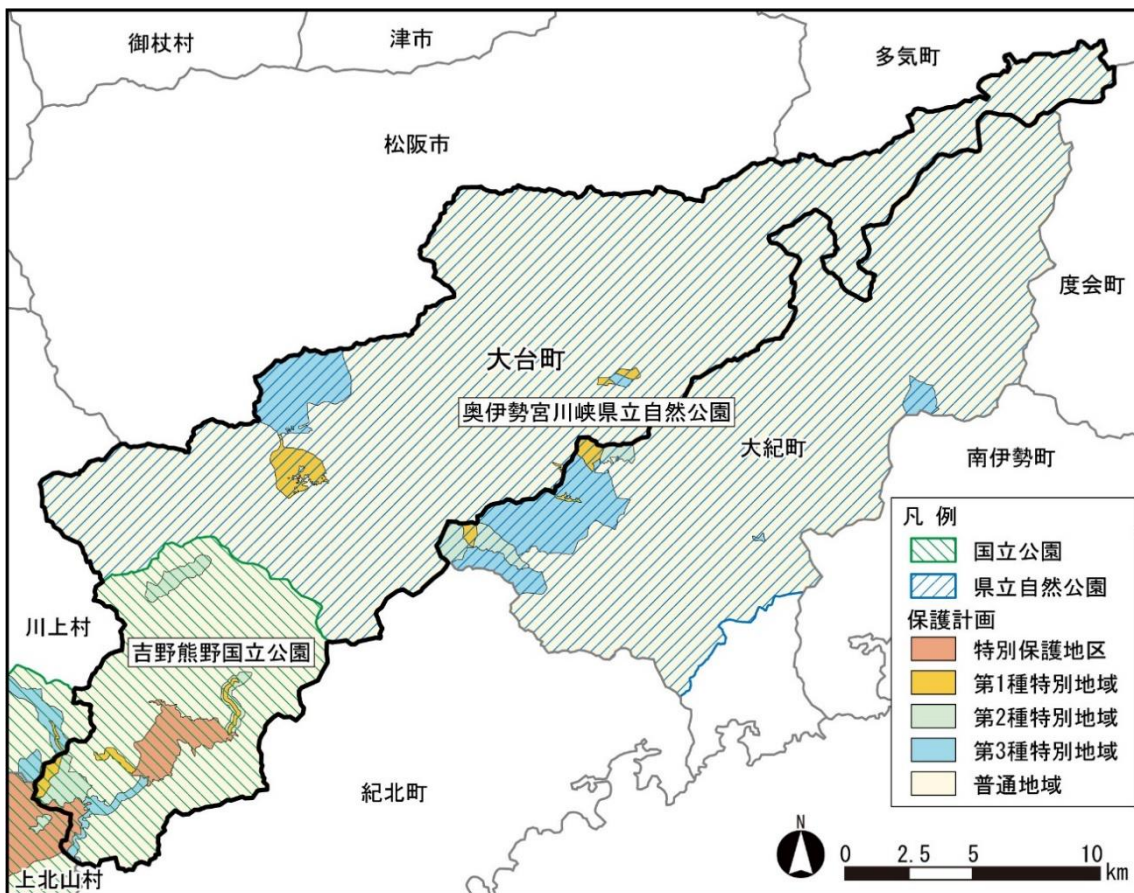 御杖村
津市
多気町
松阪市
度会町
大台町
奥伊勢宮川峡県立自然公園
大紀町
南伊勢町
川上村
吉野熊野国立公園
紀北町
上北山村
凡 例
国立公園
県立自然公園
保護計画
特別保護地区
第1種特別地域
第2種特別地域
第3種特別地域
普通地域
N
0 2.5 5 10
km